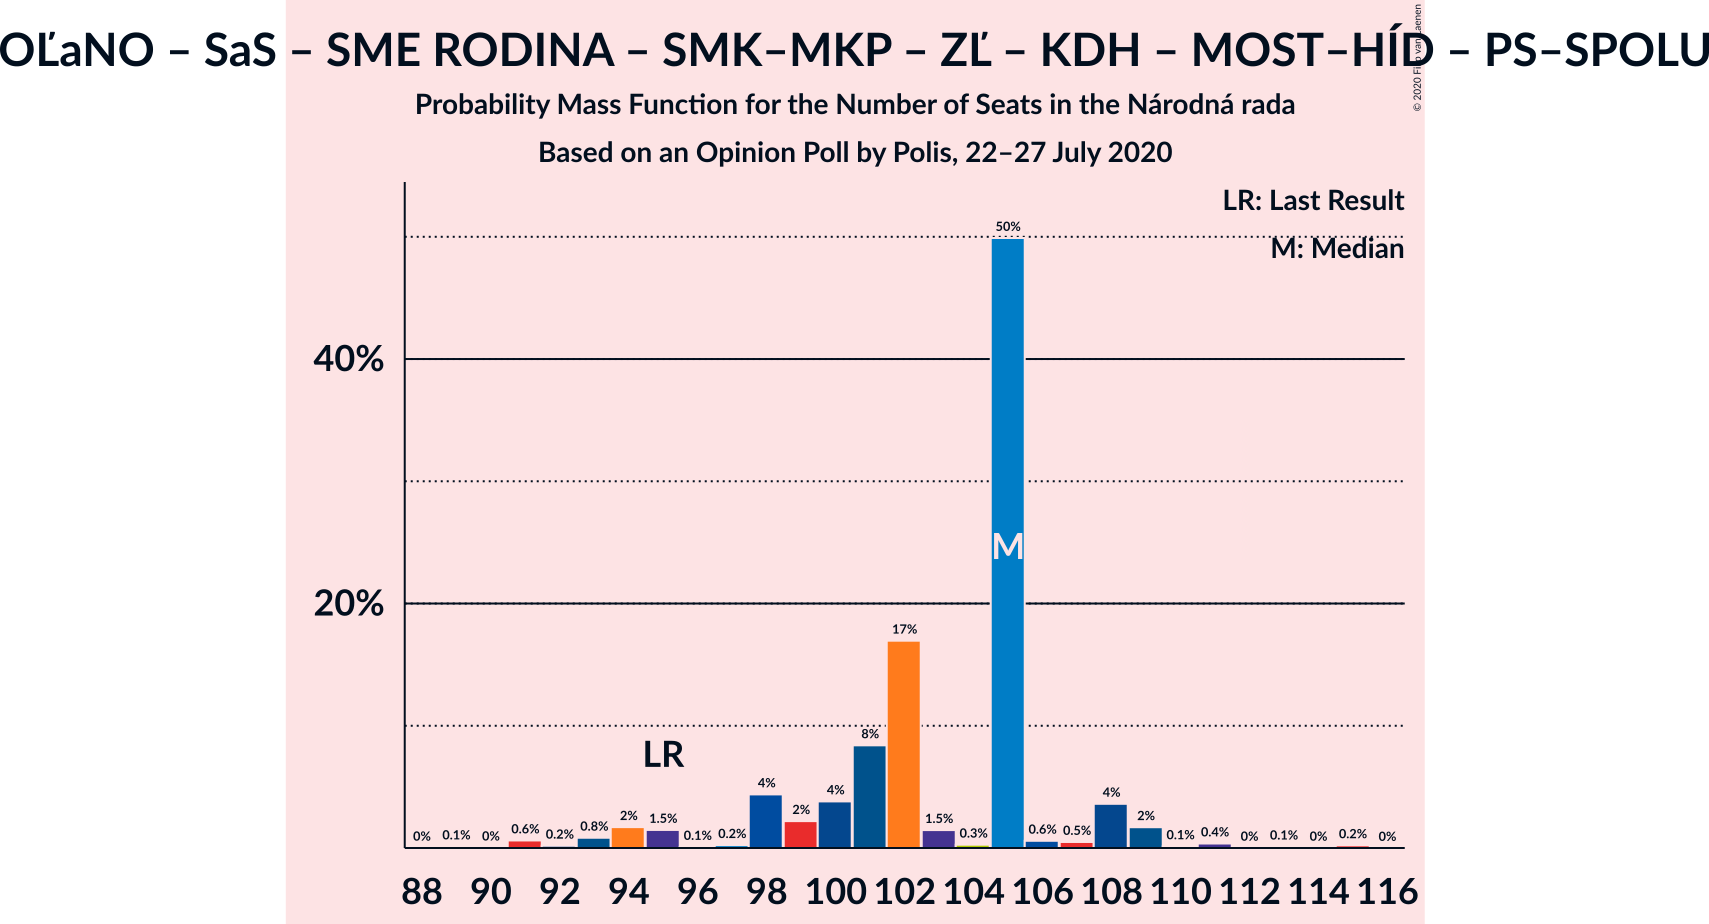 OĽaNO – SaS – SME RODINA – SMK–MKP – ZĽ – KDH – MOST–HÍD – PS–SPOLU
Probability Mass Function for the Number of Seats in the Národná rada
Based on an Opinion Poll by Polis, 22–27 July 2020
© 2020 Filip van Laenen
LR: Last Result
M: Median
40%
20%
0% 0.1% 0% 0.6% 0.2% 0.8% 2% 1.5% 0.1% 0.2% 4% 2% 4% 8% 17% 1.5% 0.3% 50% 0.6% 0.5% 4% 2% 0.1% 0.4% 0% 0.1% 0% 0.2% 0%
LR
M
88 90 92 94 96 98 100 102 104 106 108 110 112 114 116